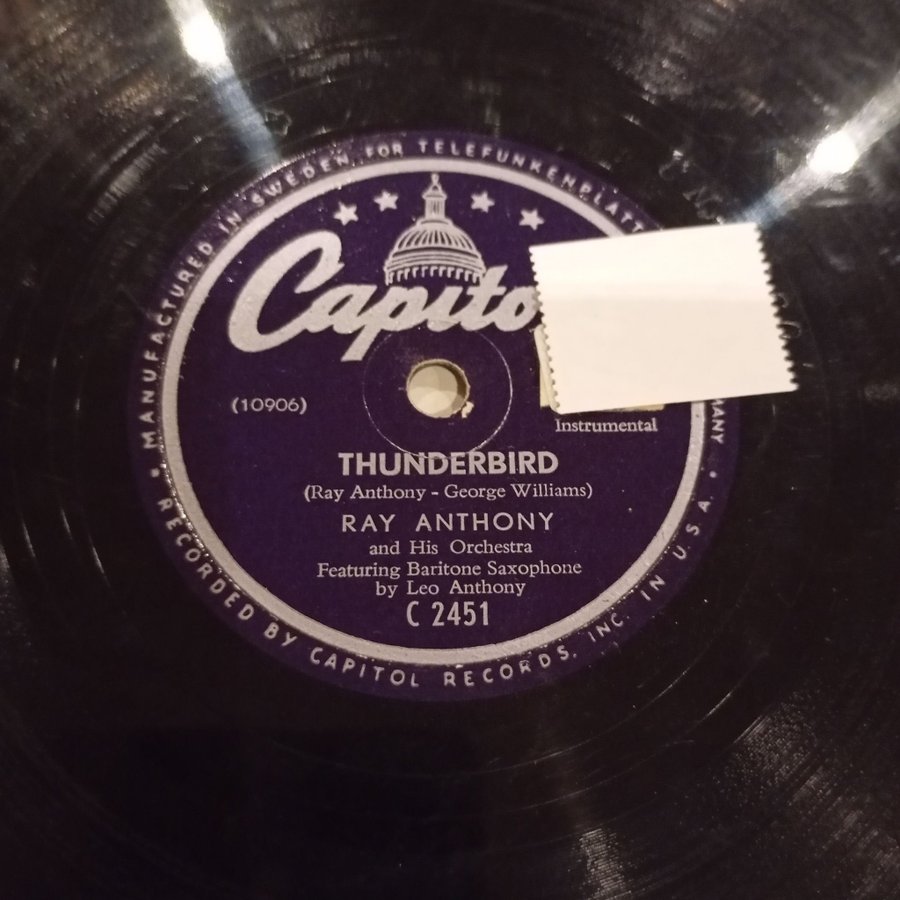 MANUFACTURED IN SWEDEN FOR TELEFUNKENPLATT
MANY
Capito
(10906)
Instrumental
THUNDERBIRD
(Ray Anthony - George Williams)
RAY ANTHONY
and His Orchestra
Featuring Baritone Saxophone
by Leo Anthony
C 2451
RECORDED BY CAPITOL RECORDS, INC. IN U.S.A.